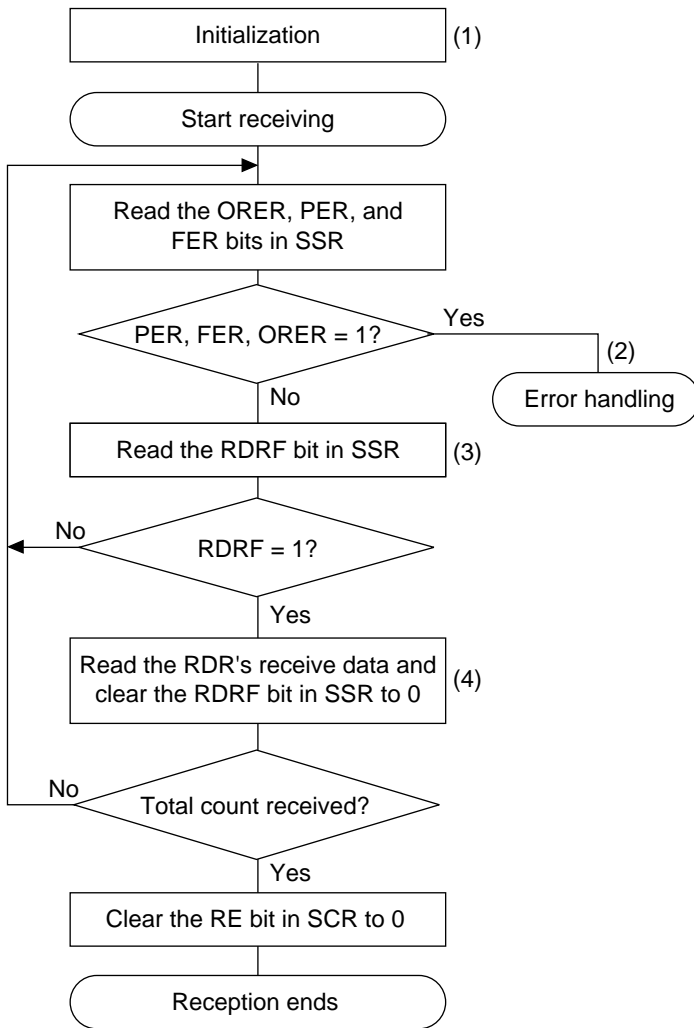 Initialization
(1)
Start receiving
Read the ORER, PER, and
FER bits in SSR
PER, FER, ORER = 1?
Yes
(2)
Error handling
No
Read the RDRF bit in SSR
(3)
No
RDRF = 1?
Yes
Read the RDR's receive data and
clear the RDRF bit in SSR to 0
(4)
No
Total count received?
Yes
Clear the RE bit in SCR to 0
Reception ends